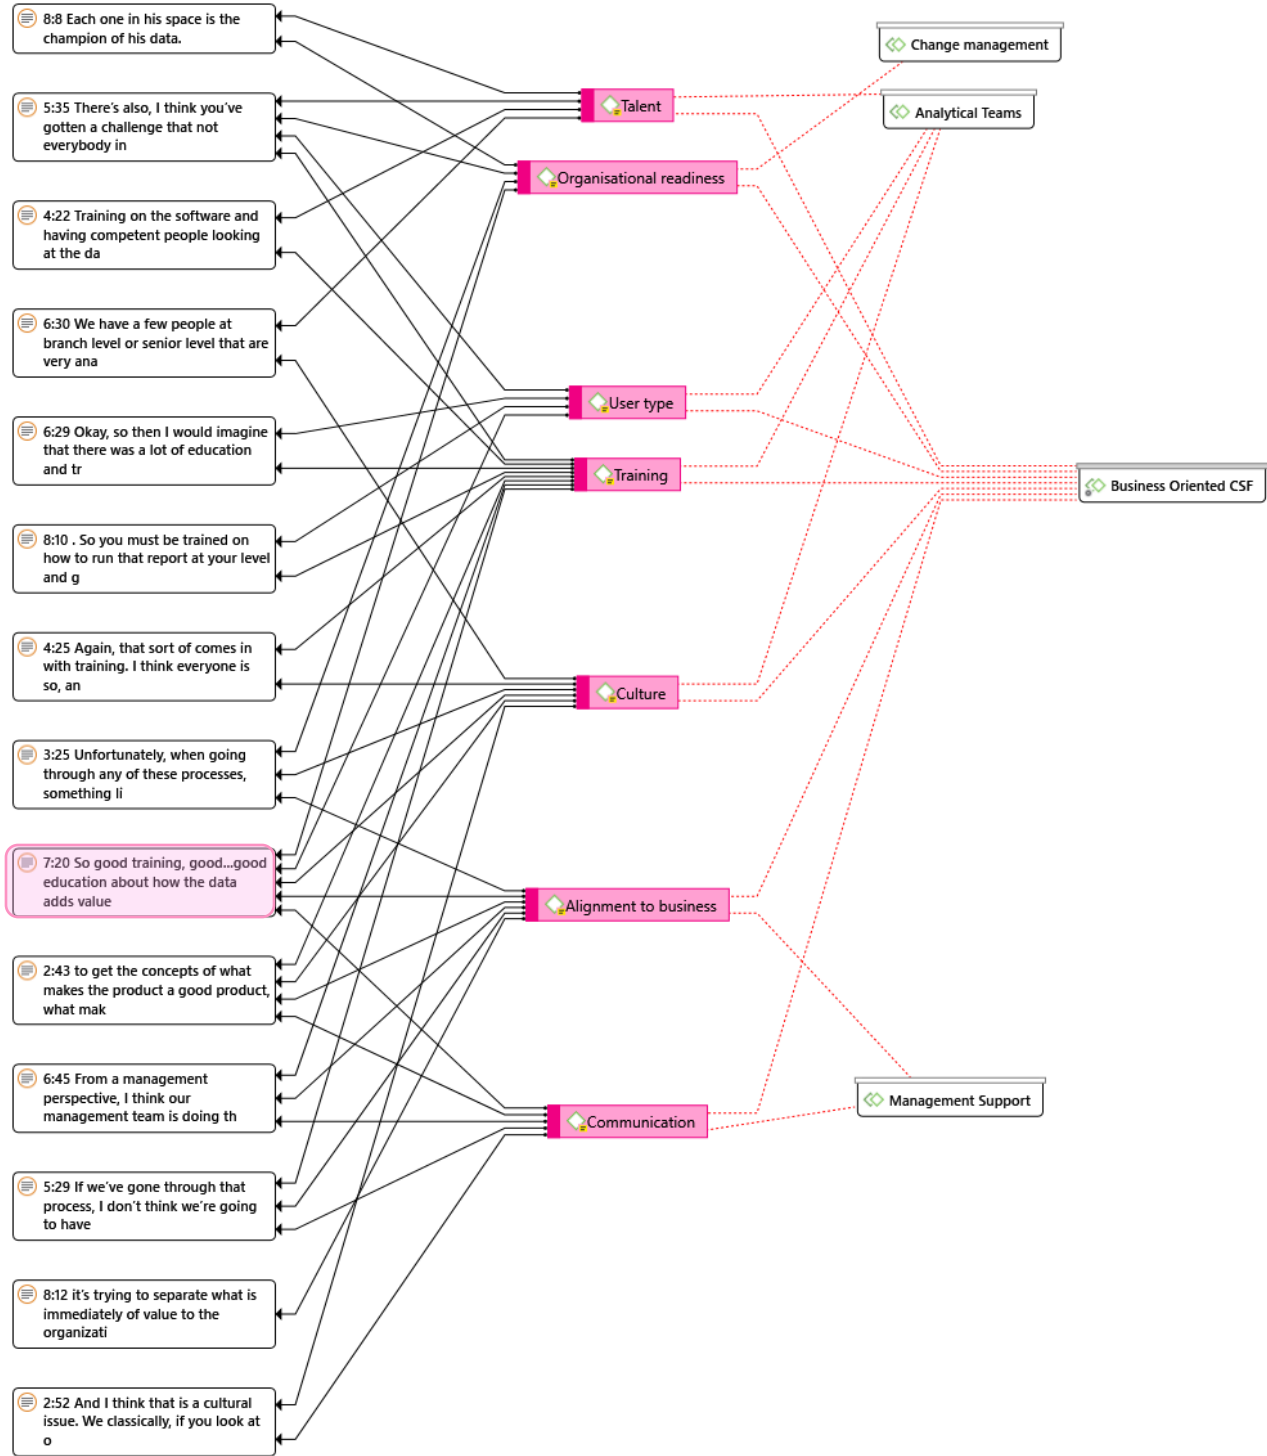 8:8 Each one in his space is the
champion of his data.
5:35 There's also, I think you've
gotten a challenge that not
everybody in
4:22 Training on the software and
having competent people looking
at the da
6:30 We have a few people at
branch level or senior level that are
very ana
6:29 Okay, so then I would imagine
that there was a lot of education
and tr
8:10 . So you must be trained on
how to run that report at your level
and g
4:25 Again, that sort of comes in
with training. I think everyone is
so, an
3:25 Unfortunately, when going
through any of these processes,
something li
7:20 So good training, good...good
education about how the data
adds value
2:43 to get the concepts of what
makes the product a good product,
what mak
6:45 From a management
perspective, I think our
management team is doing th
5:29 If we've gone through that
process, I don't think we're going
to have
8:12 it's trying to separate what is
immediately of value to the
organizati
2:52 And I think that is a cultural
issue. We classically, if you look at
o
Talent
Organisational readiness
User type
Training
Culture
Alignment to business
Communication
Change management
Analytical Teams
Business Oriented CSF
Management Support